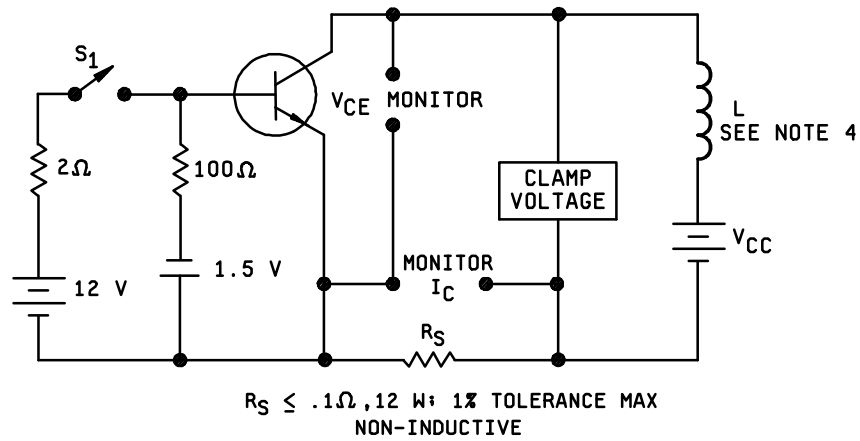 S1
VCE MONITOR
L
SEE NOTE 4
2Ω
100Ω
CLAMP
VOLTAGE
VCC
12 V
1.5 V
MONITOR
IC
RS
RS ≤ .1Ω,12 W; 1% TOLERANCE MAX
NON-INDUCTIVE